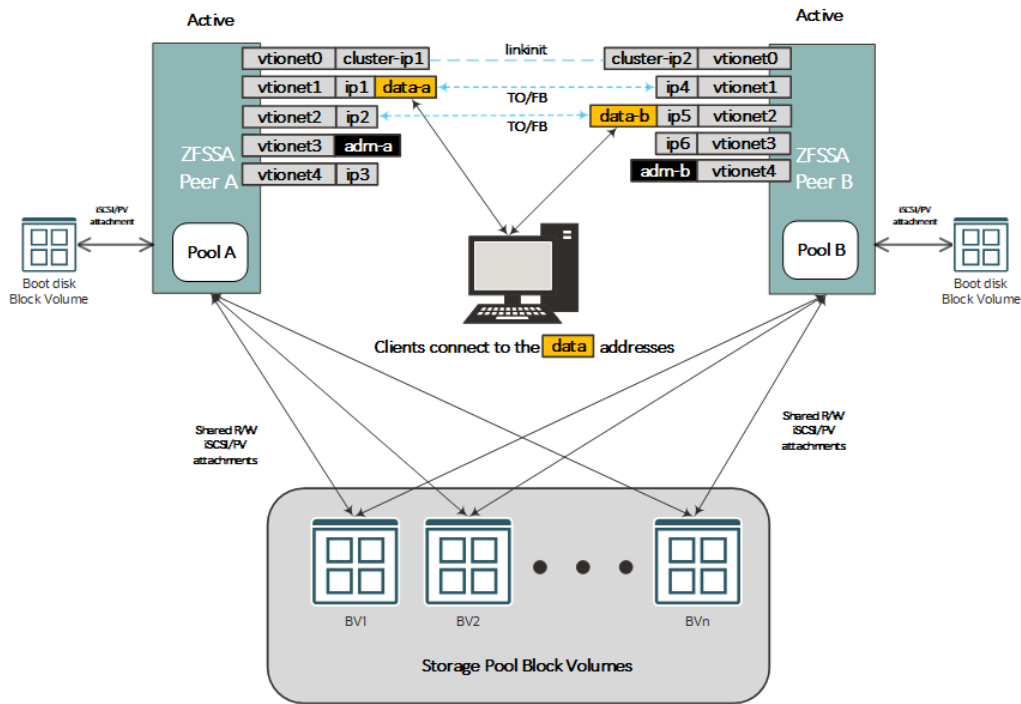 Active
Active
vtionet0 cluster-ip1
linkinit
cluster-ip2 vtionet0
vtionet1 ip1 data-a
ip4 vtionet1
TO/FB
vtionet2 ip2
data-b ip5 vtionet2
TO/FB
vtionet3 adm-a
ip6 vtionet3
vtionet4 ip3
adm-b vtionet4
ZFSSA
Peer A
ZFSSA
Peer B
iSCSI/PV
attachment
iSCSI/PV
attachment
Pool A
Pool B
Boot disk
Block Volume
Boot disk
Block Volume
Clients connect to the data addresses
Shared R/W
iSCSI/PV
attachments
Shared R/W
iSCSI/PV
attachments
BV1
BV2
BVn
Storage Pool Block Volumes